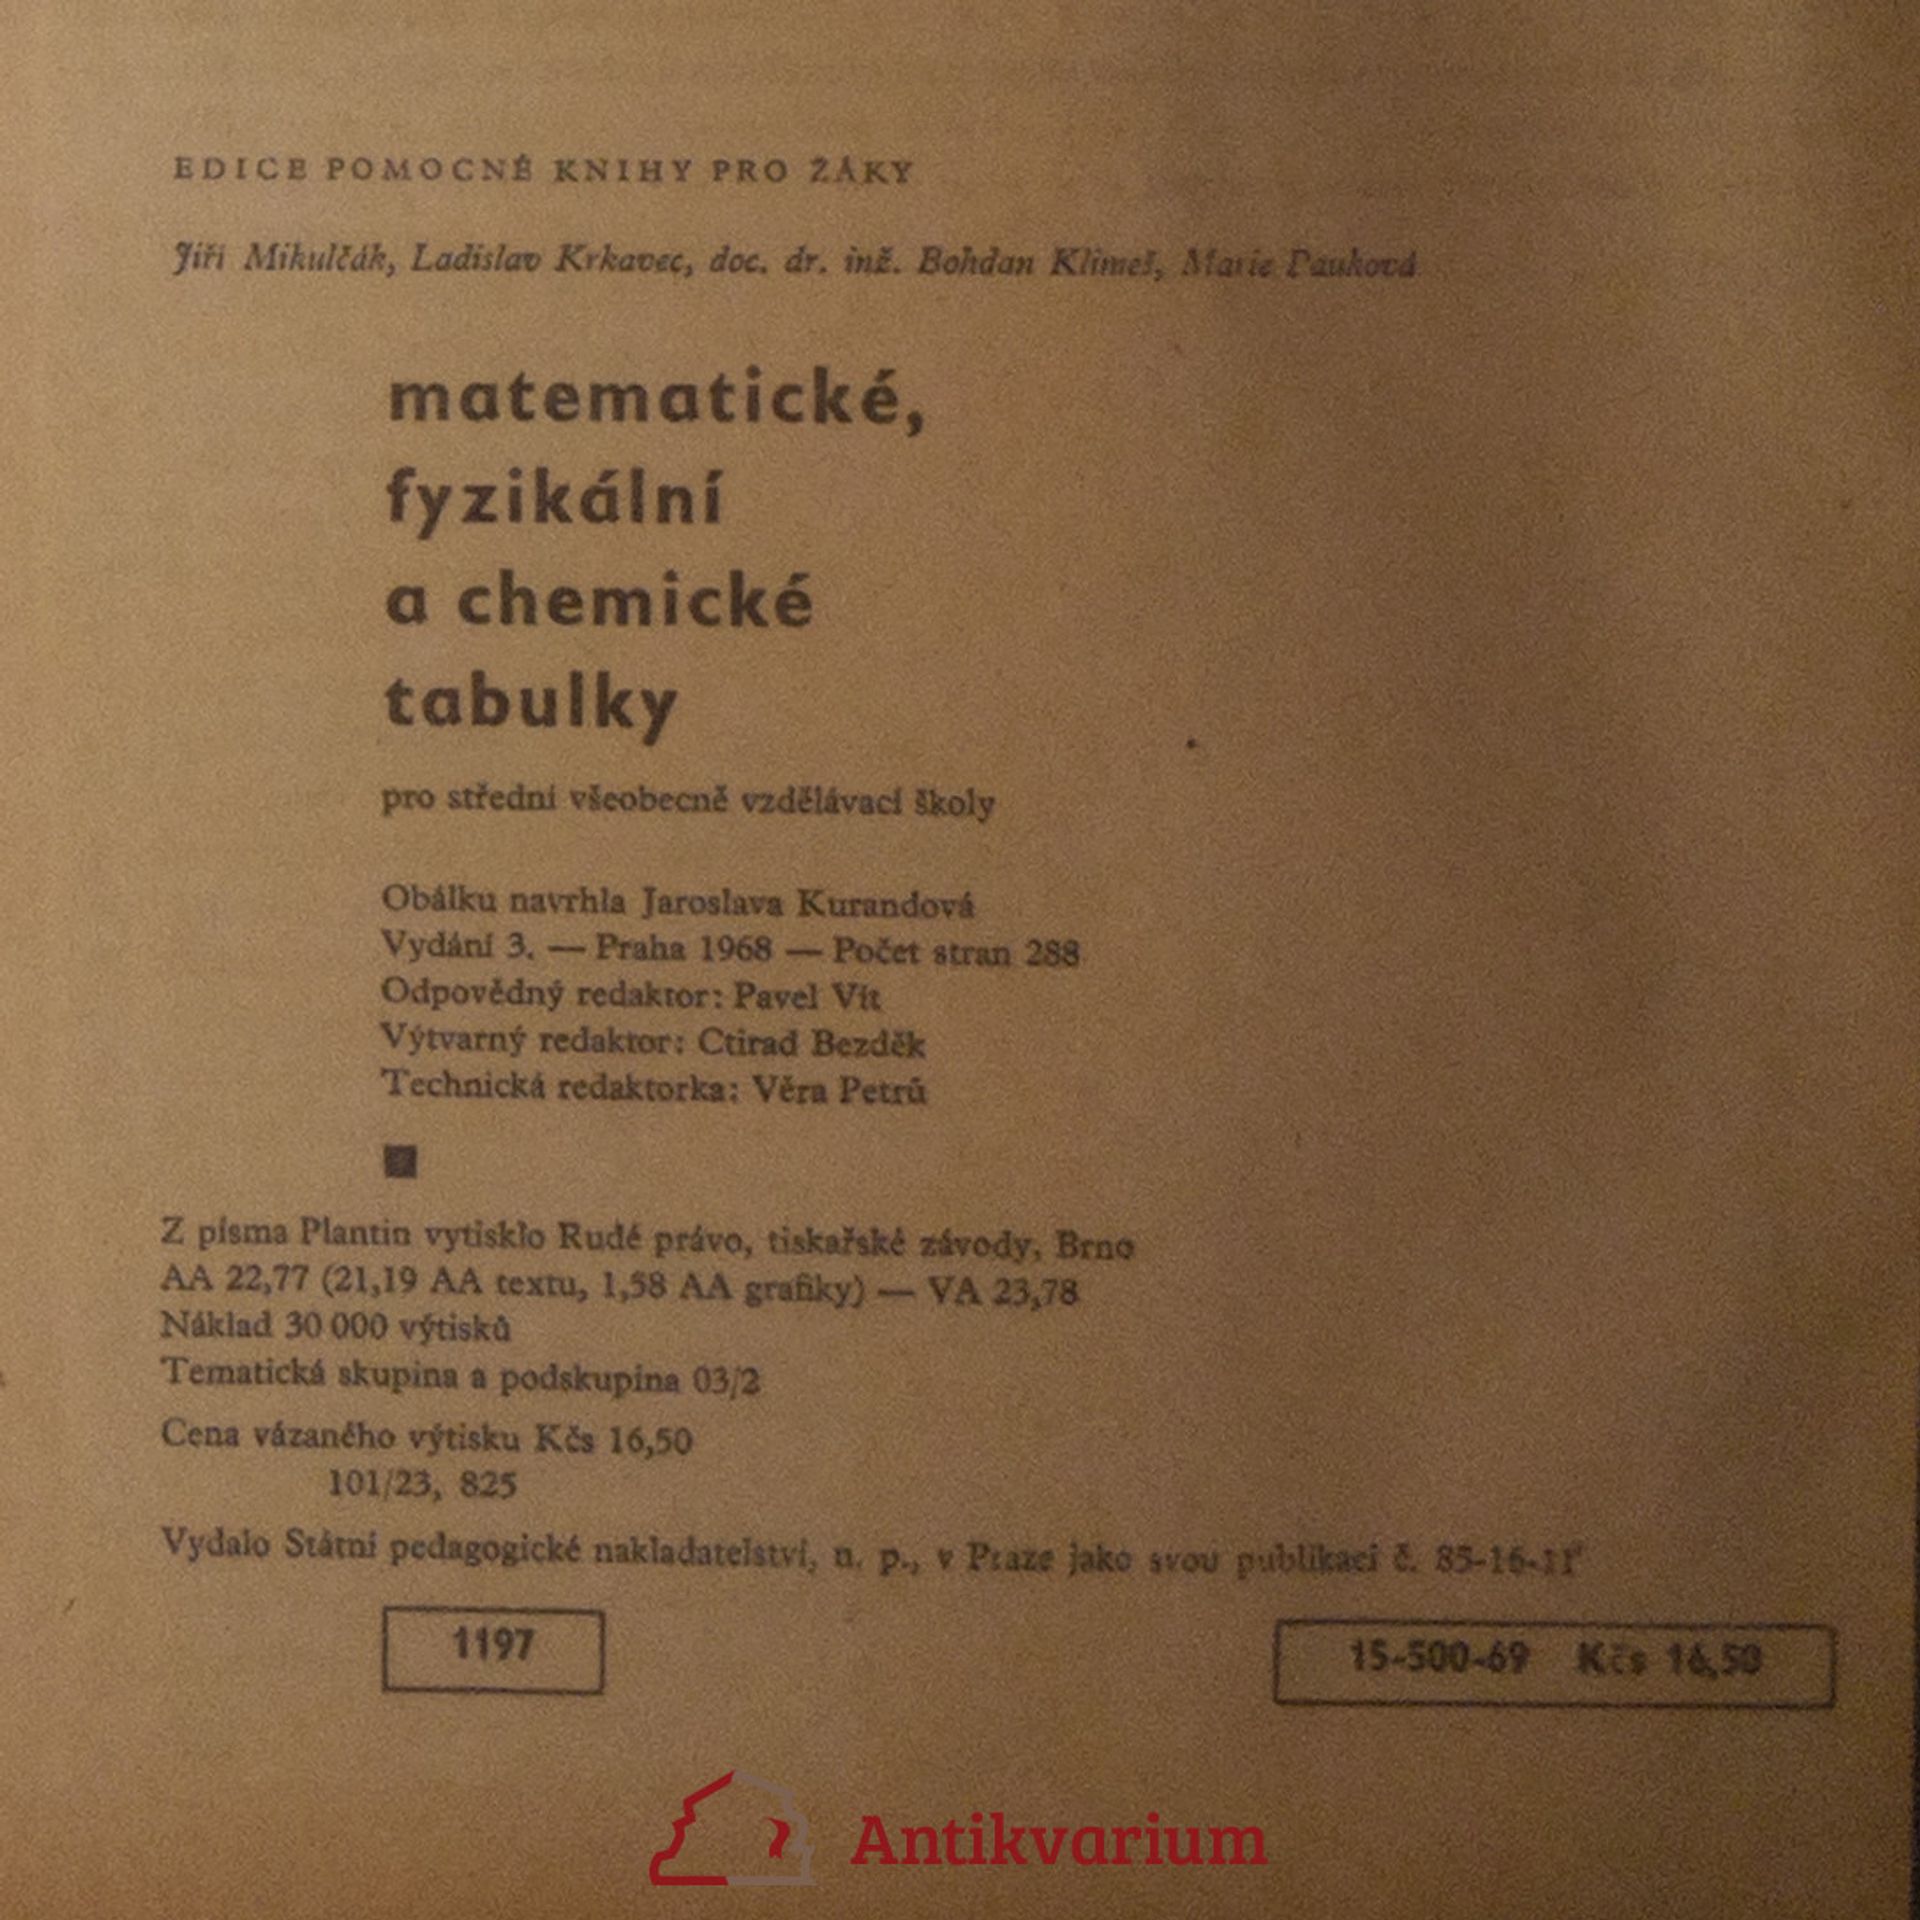 EDICE POMOCNÉ KNIHY PRO ŽÁKY
Jiří Mikulčák, Ladislav Krkavec, doc. dr. inž. Bohdan Klimeš, Marie Pauková
matematické,
fyzikální
a chemické
tabulky
pro střední všeobecně vzdělávací školy
Obálku navrhla Jaroslava Kurandová
Vydání 3. — Praha 1968 — Počet stran 288
Odpovědný redaktor: Pavel Vít
Výtvarný redaktor: Ctirad Bezděk
Technická redaktorka: Věra Petrů
Z písma Plantin vytisklo Rudé právo, tiskařské závody, Brno
AA 22,77 (21,19 AA textu, 1,58 AA grafiky) — VA 23,78
Náklad 30 000 výtisků
Tematická skupina a podskupina 03/2
Cena vázaného výtisku Kčs 16,50
101/23, 825
Vydalo Státní pedagogické nakladatelství, n. p., v Praze jako svou publikaci č.
1197
15-500-69 Kčs 16,50
Antikvarium